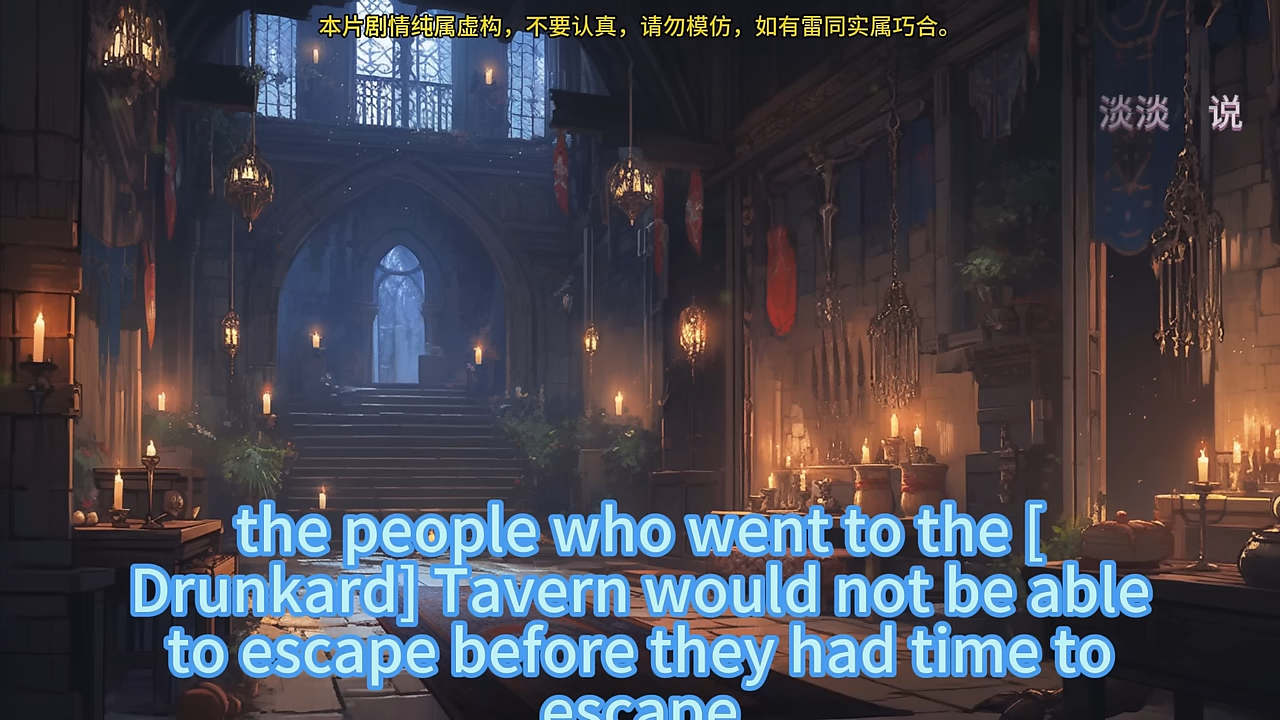 本片剧情纯属虚构，不要认真，请勿模仿，如有雷同实属巧合。
淡淡 说
the people who went to the [
Drunkard] Tavern would not be able
to escape before they had time to
escape